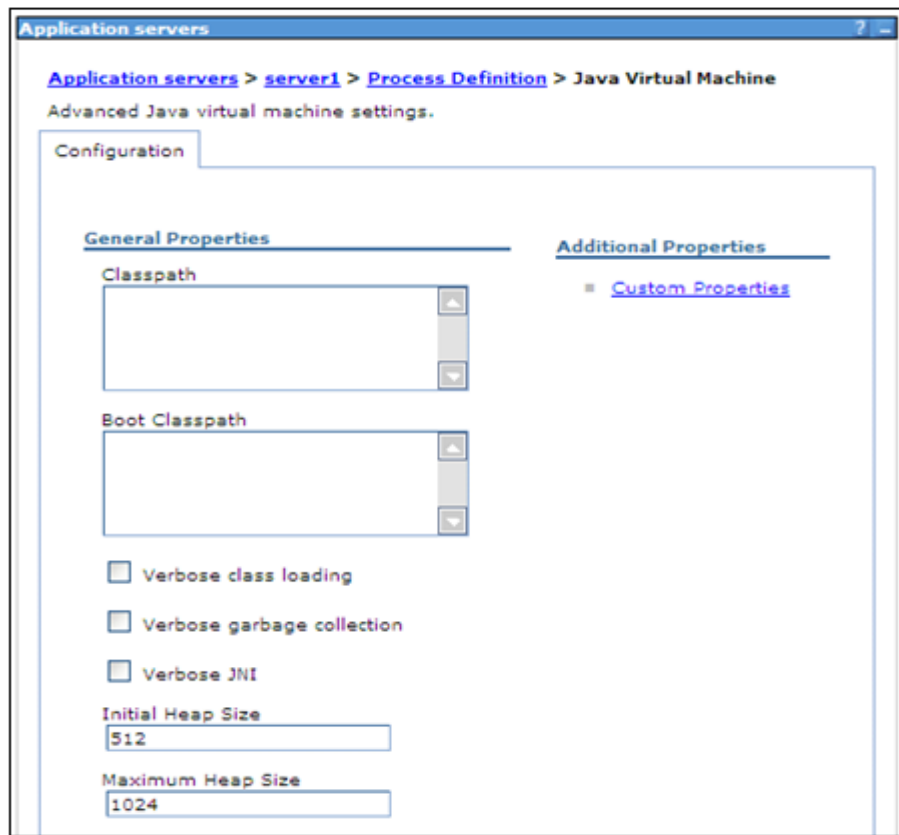 Application servers ? –
Application servers > server1 > Process Definition > Java Virtual Machine
Advanced Java virtual machine settings.
Configuration
General Properties
Classpath
Boot Classpath
Verbose class loading
Verbose garbage collection
Verbose JNI
Initial Heap Size
512
Maximum Heap Size
1024
Additional Properties
Custom Properties